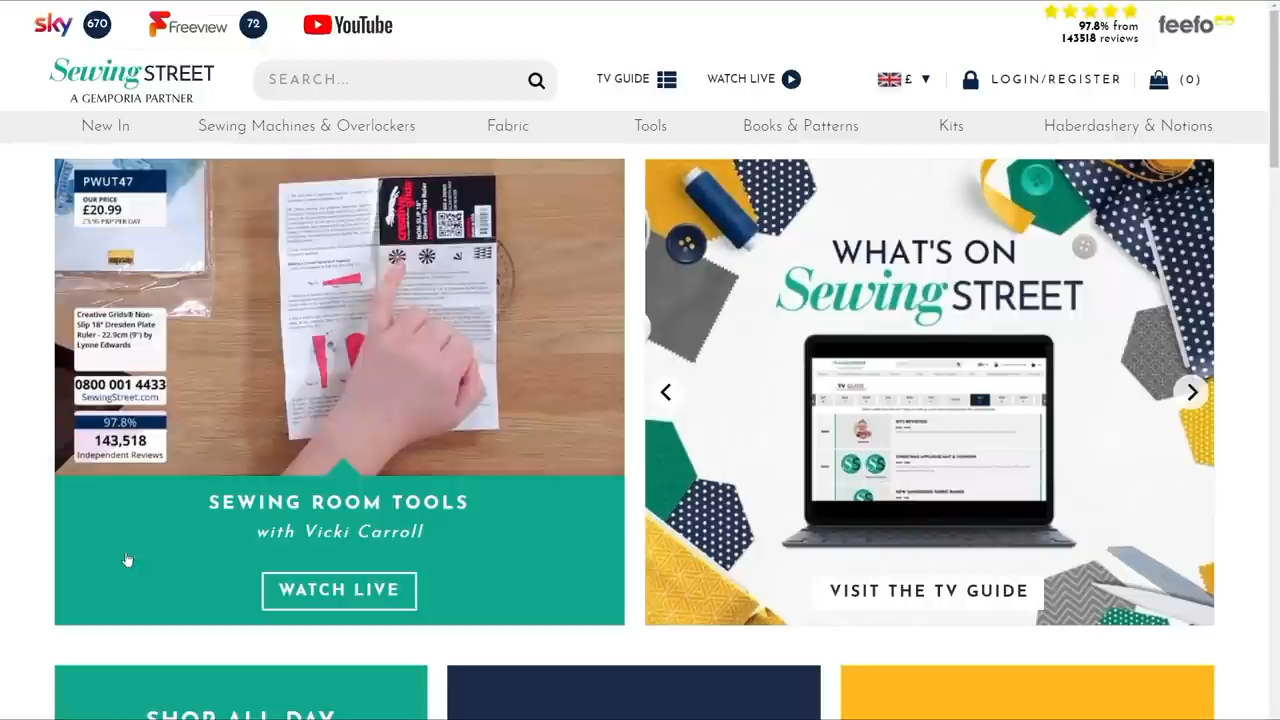 sky 670
Freeview 72
YouTube
97.8% from
143518 reviews
feefo
Sewing STREET
A GEMPORIA PARTNER
SEARCH...
TV GUIDE
WATCH LIVE
£ ▼
LOGIN/REGISTER
(0)
New In
Sewing Machines & Overlockers
Fabric
Tools
Books & Patterns
Kits
Haberdashery & Notions
PWUT47
OUR PRICE
£20.99
Creative Grids® Non-
Slip 18° Dresden Plate
Ruler - 22.9cm (9") by
Lynne Edwards
0800 001 4433
SewingStreet.com
97.8%
143,518
Independent Reviews
SEWING ROOM TOOLS
with Vicki Carroll
WATCH LIVE
WHAT'S ON
Sewing STREET
TV GUIDE
VISIT THE TV GUIDE
SHOP ALL DAY